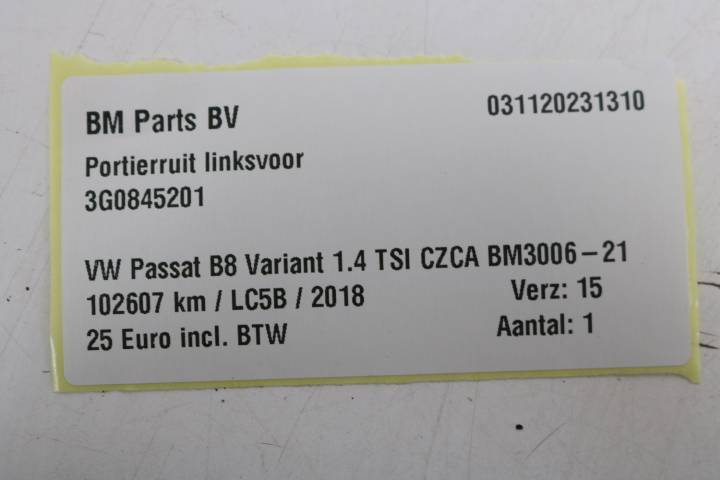 BM Parts BV 031120231310
Portierruit linksvoor
3G0845201
VW Passat B8 Variant 1.4 TSI CZCA BM3006-21
102607 km / LC5B / 2018 Verz: 15
25 Euro incl. BTW Aantal: 1